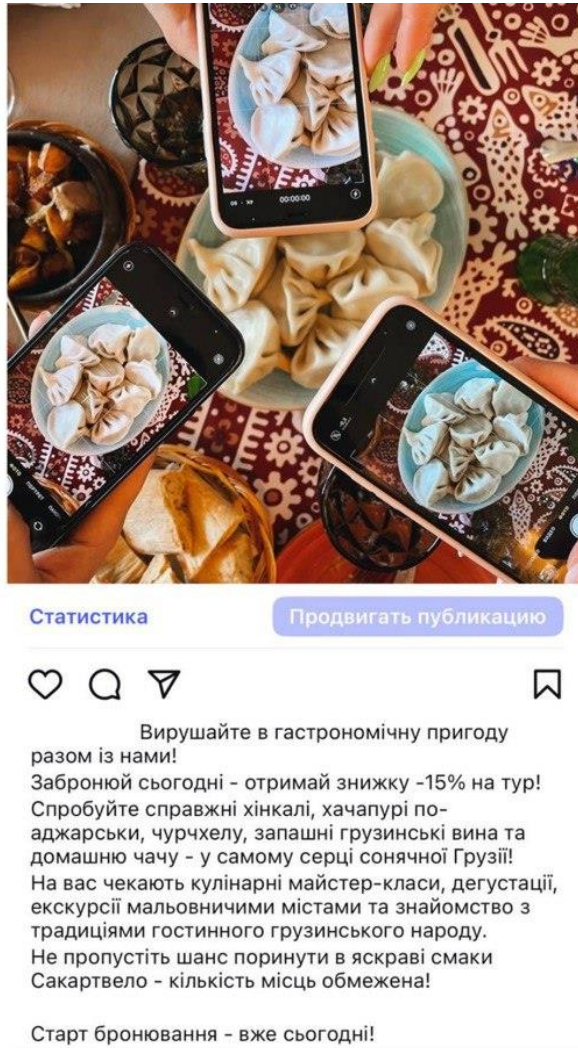 00:00:00
Статистика
Продвигать публикацию
Вирушайте в гастрономічну пригоду
разом із нами!
Забронюй сьогодні - отримай знижку -15% на тур!
Спробуйте справжні хінкалі, хачапурі по-
аджарськи, чурчхелу, запашні грузинські вина та
домашню чачу - у самому серці сонячної Грузії!
На вас чекають кулінарні майстер-класи, дегустації,
екскурсії мальовничими містами та знайомство з
традиціями гостинного грузинського народу.
Не пропустіть шанс поринути в яскраві смаки
Сакартвело - кількість місць обмежена!
Старт бронювання - вже сьогодні!